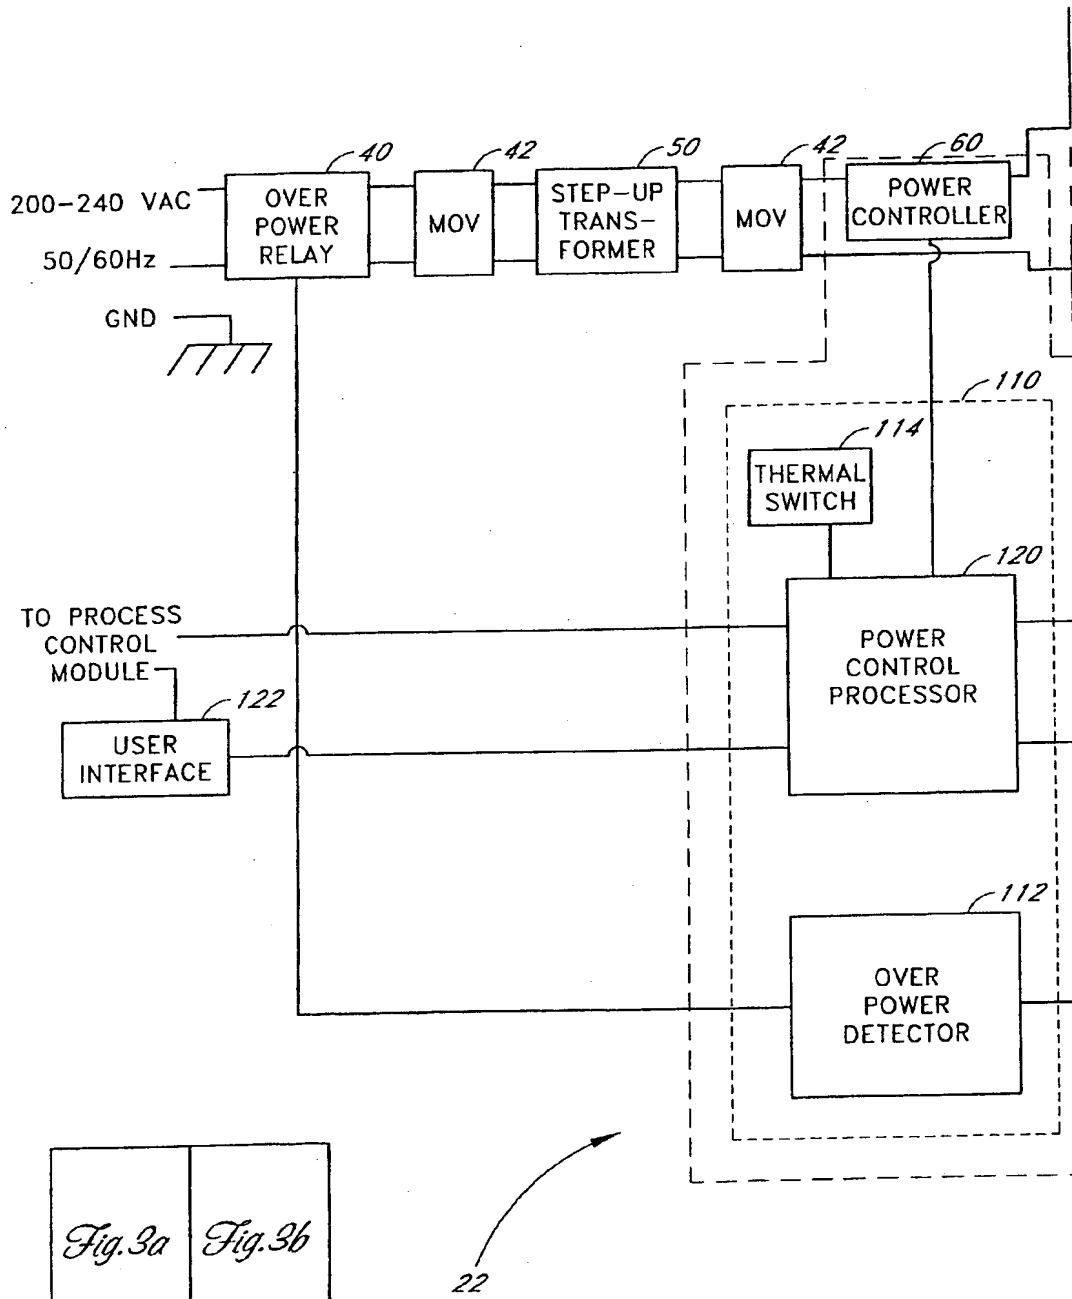 40
42
50
42
60
200-240 VAC
50/60Hz
GND
OVER
POWER
RELAY
MOV
STEP-UP
TRANS-
FORMER
MOV
POWER
CONTROLLER
110
114
THERMAL
SWITCH
120
TO PROCESS
CONTROL
MODULE
POWER
CONTROL
PROCESSOR
122
USER
INTERFACE
112
OVER
POWER
DETECTOR
Fig.3a
Fig.3b
22